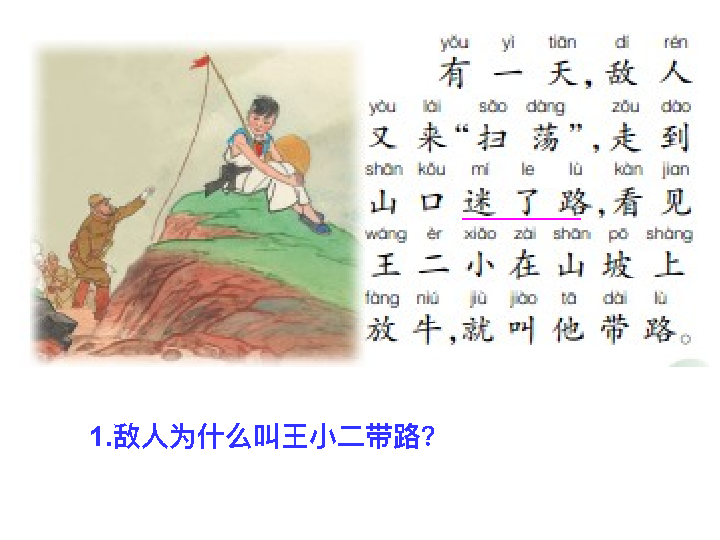 yǒu yì tiān dí rén
有一天,敌人
yòu lái sǎo dàng zǒu dào
又来“扫荡”,走到
shān kǒu mí le lù kàn jian
山口迷了路,看见
wáng èr xiǎo zài shān pō shàng
王二小在山坡上
fàng niú jiù jiào tā dài lù
放牛,就叫他带路。
1.敌人为什么叫王小二带路?